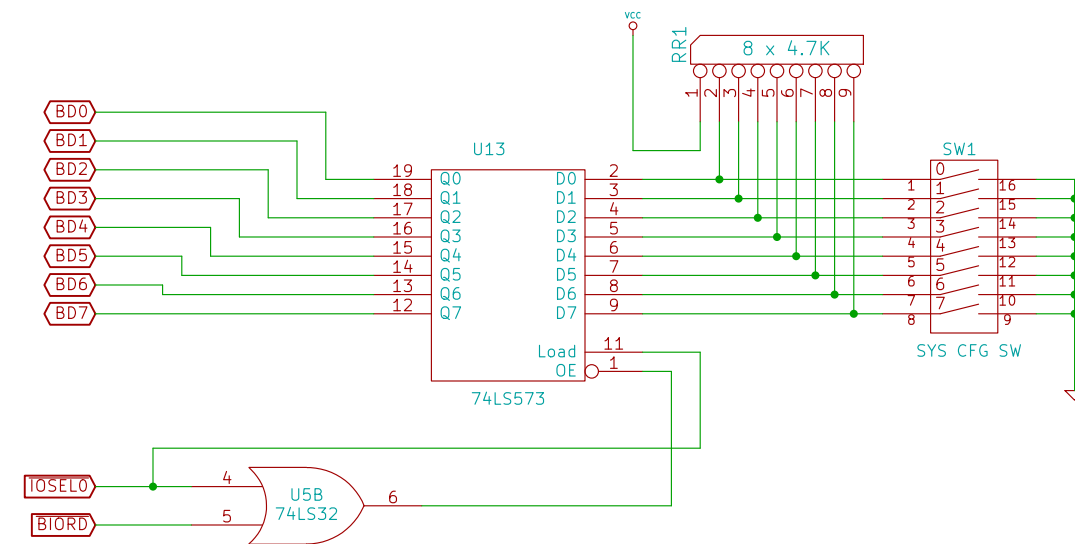 VCC
RR1
8 x 4.7K
1 2 3 4 5 6 7 8 9
BD0
BD1
BD2
BD3
BD4
BD5
BD6
BD7
U13
19 Q0 D0 2
18 Q1 D1 3
17 Q2 D2 4
16 Q3 D3 5
15 Q4 D4 6
14 Q5 D5 7
13 Q6 D6 8
12 Q7 D7 9
Load 11
OE 1
74LS573
SW1
0
1 1 16
2 2 15
3 3 14
4 4 13
5 5 12
6 6 11
7 7 10
8 9
SYS CFG SW
IOSEL0
4
U5B
74LS32
6
BIORD
5